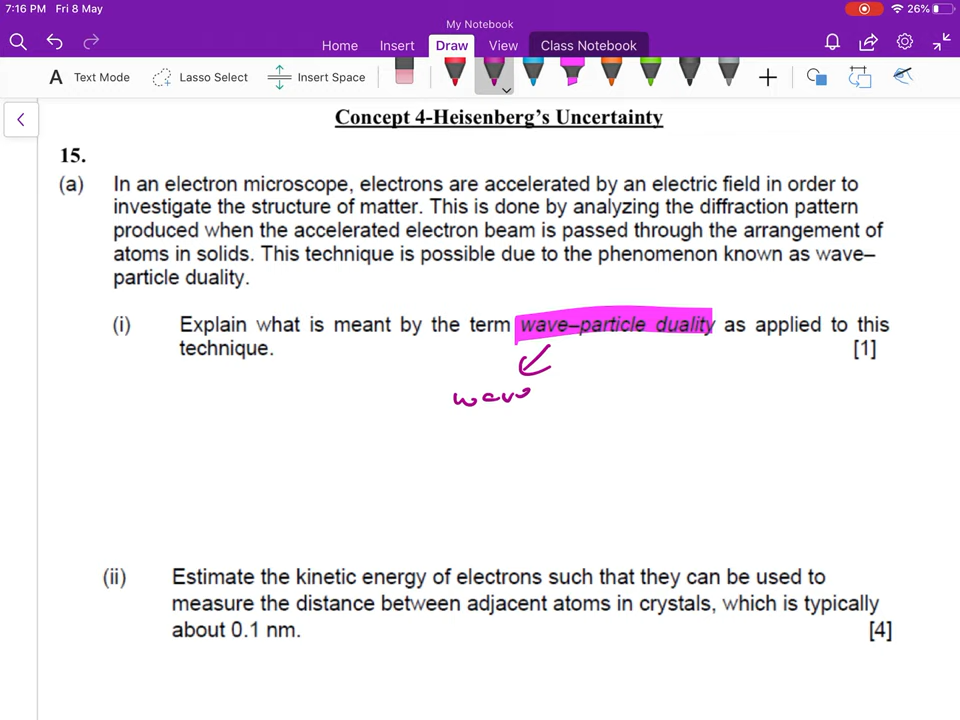 7:16 PM Fri 8 May
26%
My Notebook
Home Insert Draw View Class Notebook
A Text Mode Lasso Select Insert Space
Concept 4-Heisenberg's Uncertainty
15.
(a) In an electron microscope, electrons are accelerated by an electric field in order to
investigate the structure of matter. This is done by analyzing the diffraction pattern
produced when the accelerated electron beam is passed through the arrangement of
atoms in solids. This technique is possible due to the phenomenon known as wave–
particle duality.
(i) Explain what is meant by the term wave–particle duality as applied to this
technique. [1]
wave
(ii) Estimate the kinetic energy of electrons such that they can be used to
measure the distance between adjacent atoms in crystals, which is typically
about 0.1 nm. [4]